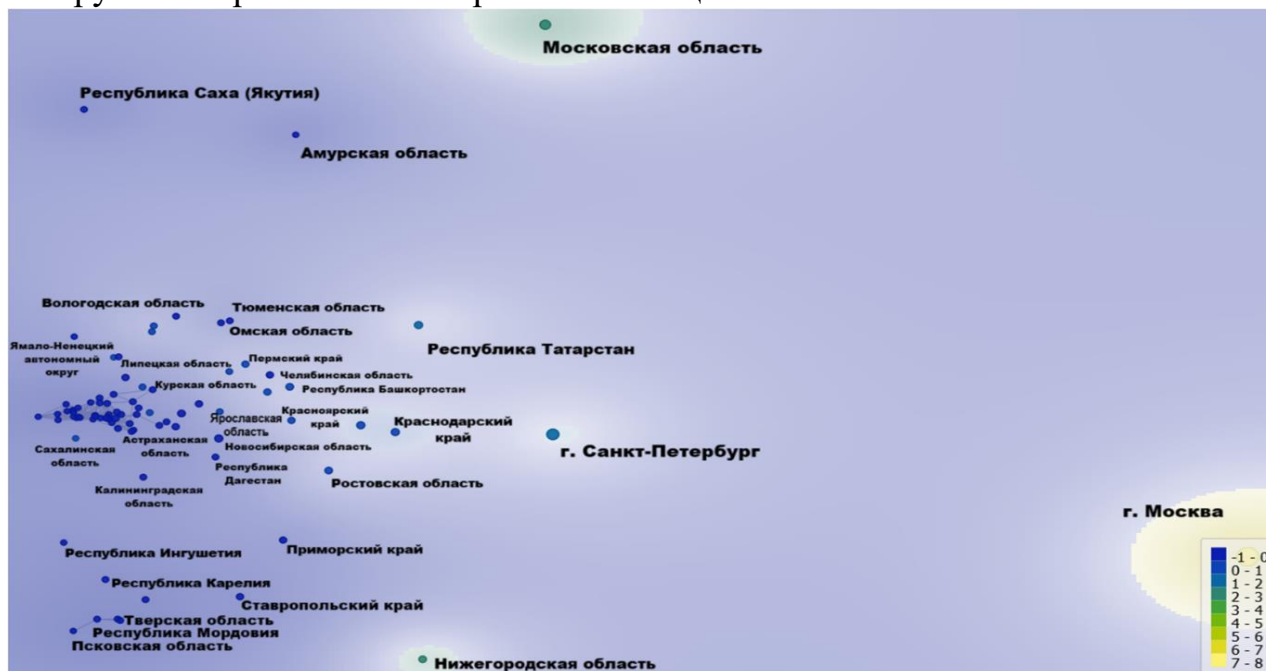 Московская область
Республика Саха (Якутия)
Амурская область
Вологодская область
Тюменская область
Омская область
Ямало-Ненецкий
автономный
округ
Республика Татарстан
Липецкая область
Пермский край
Челябинская область
Курская область
Республика Башкортостан
Ярославская
область
Красноярский
край
Краснодарский
край
Сахалинская
область
Астраханская
область
Новосибирская область
г. Санкт-Петербург
Республика
Дагестан
Ростовская область
Калининградская
область
г. Москва
Республика Ингушетия
Приморский край
Республика Карелия
Ставропольский край
Тверская область
Республика Мордовия
Псковская область
Нижегородская область
-1 - 0
0 - 1
1 - 2
2 - 3
3 - 4
4 - 5
5 - 6
6 - 7
7 - 8